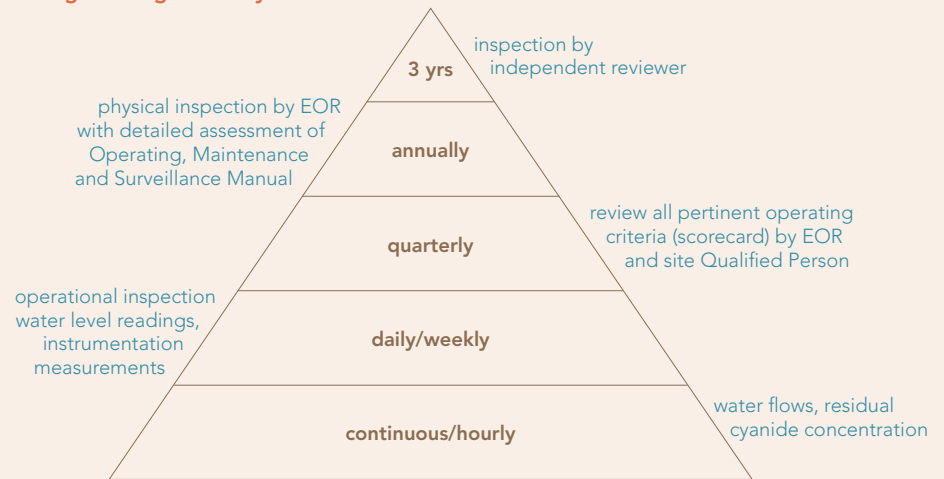 inspection by
independent reviewer
3 yrs
physical inspection by EOR
with detailed assessment of
Operating, Maintenance
and Surveillance Manual
annually
review all pertinent operating
criteria (scorecard) by EOR
and site Qualified Person
quarterly
operational inspection
water level readings,
instrumentation
measurements
daily/weekly
water flows, residual
cyanide concentration
continuous/hourly